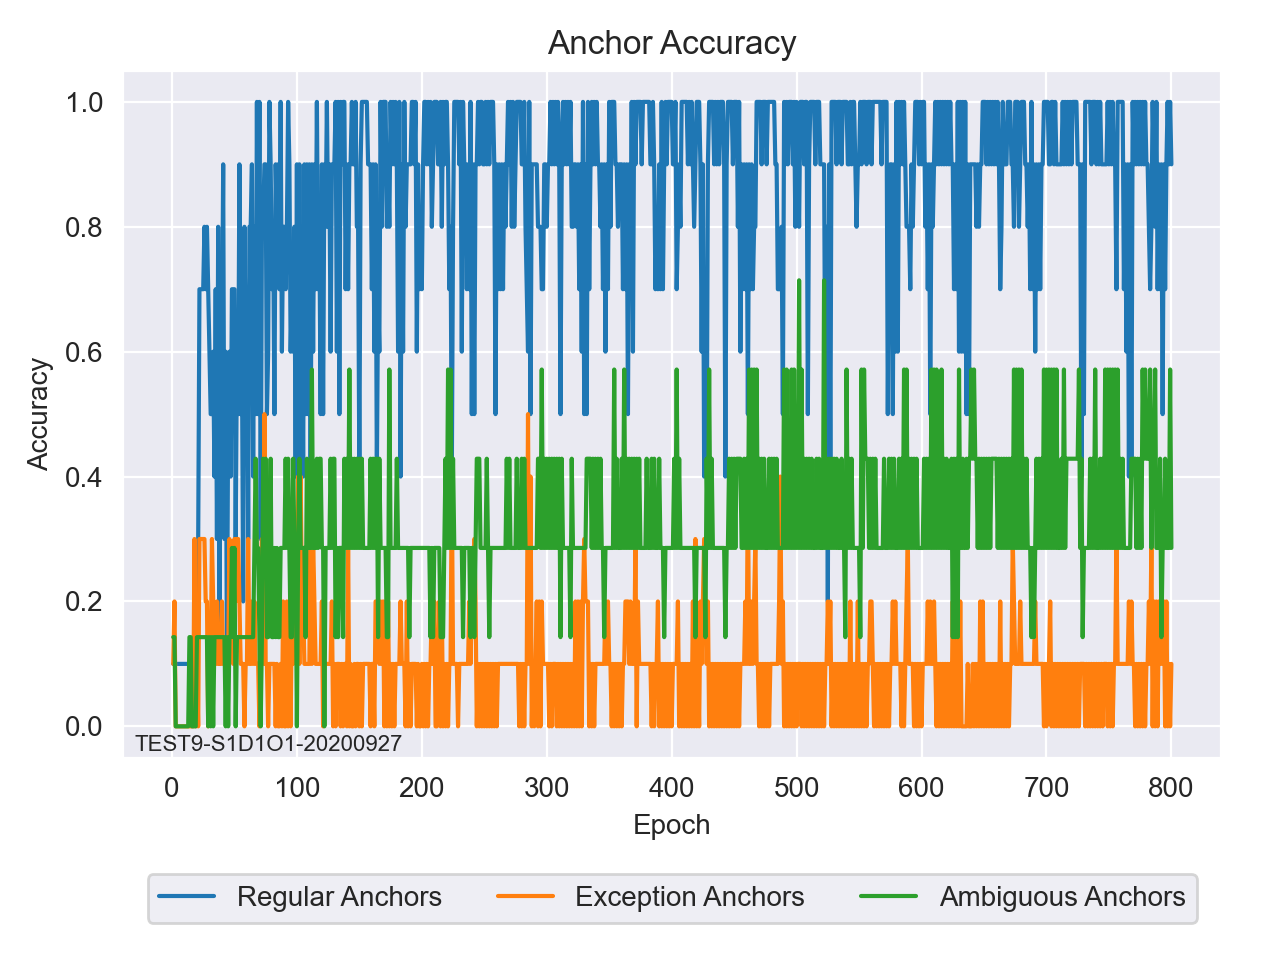 Anchor Accuracy
1.0
0.8
0.6
0.4
0.2
0.0
Accuracy
TEST9-S1D1O1-20200927
0 100 200 300 400 500 600 700 800
Epoch
Regular Anchors Exception Anchors Ambiguous Anchors